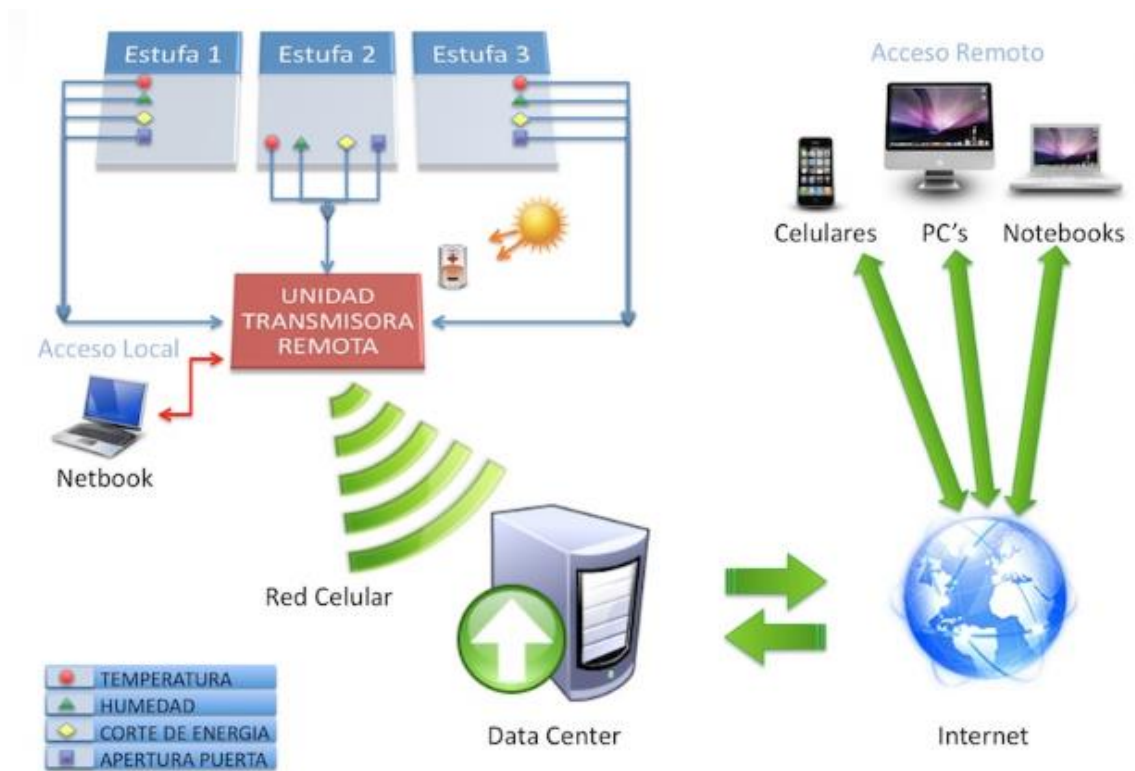 Estufa 1
Estufa 2
Estufa 3
Acceso Remoto
Celulares
PC's
Notebooks
UNIDAD
TRANSMISORA
REMOTA
Acceso Local
Netbook
Red Celular
Data Center
Internet
TEMPERATURA
HUMEDAD
CORTE DE ENERGIA
APERTURA PUERTA